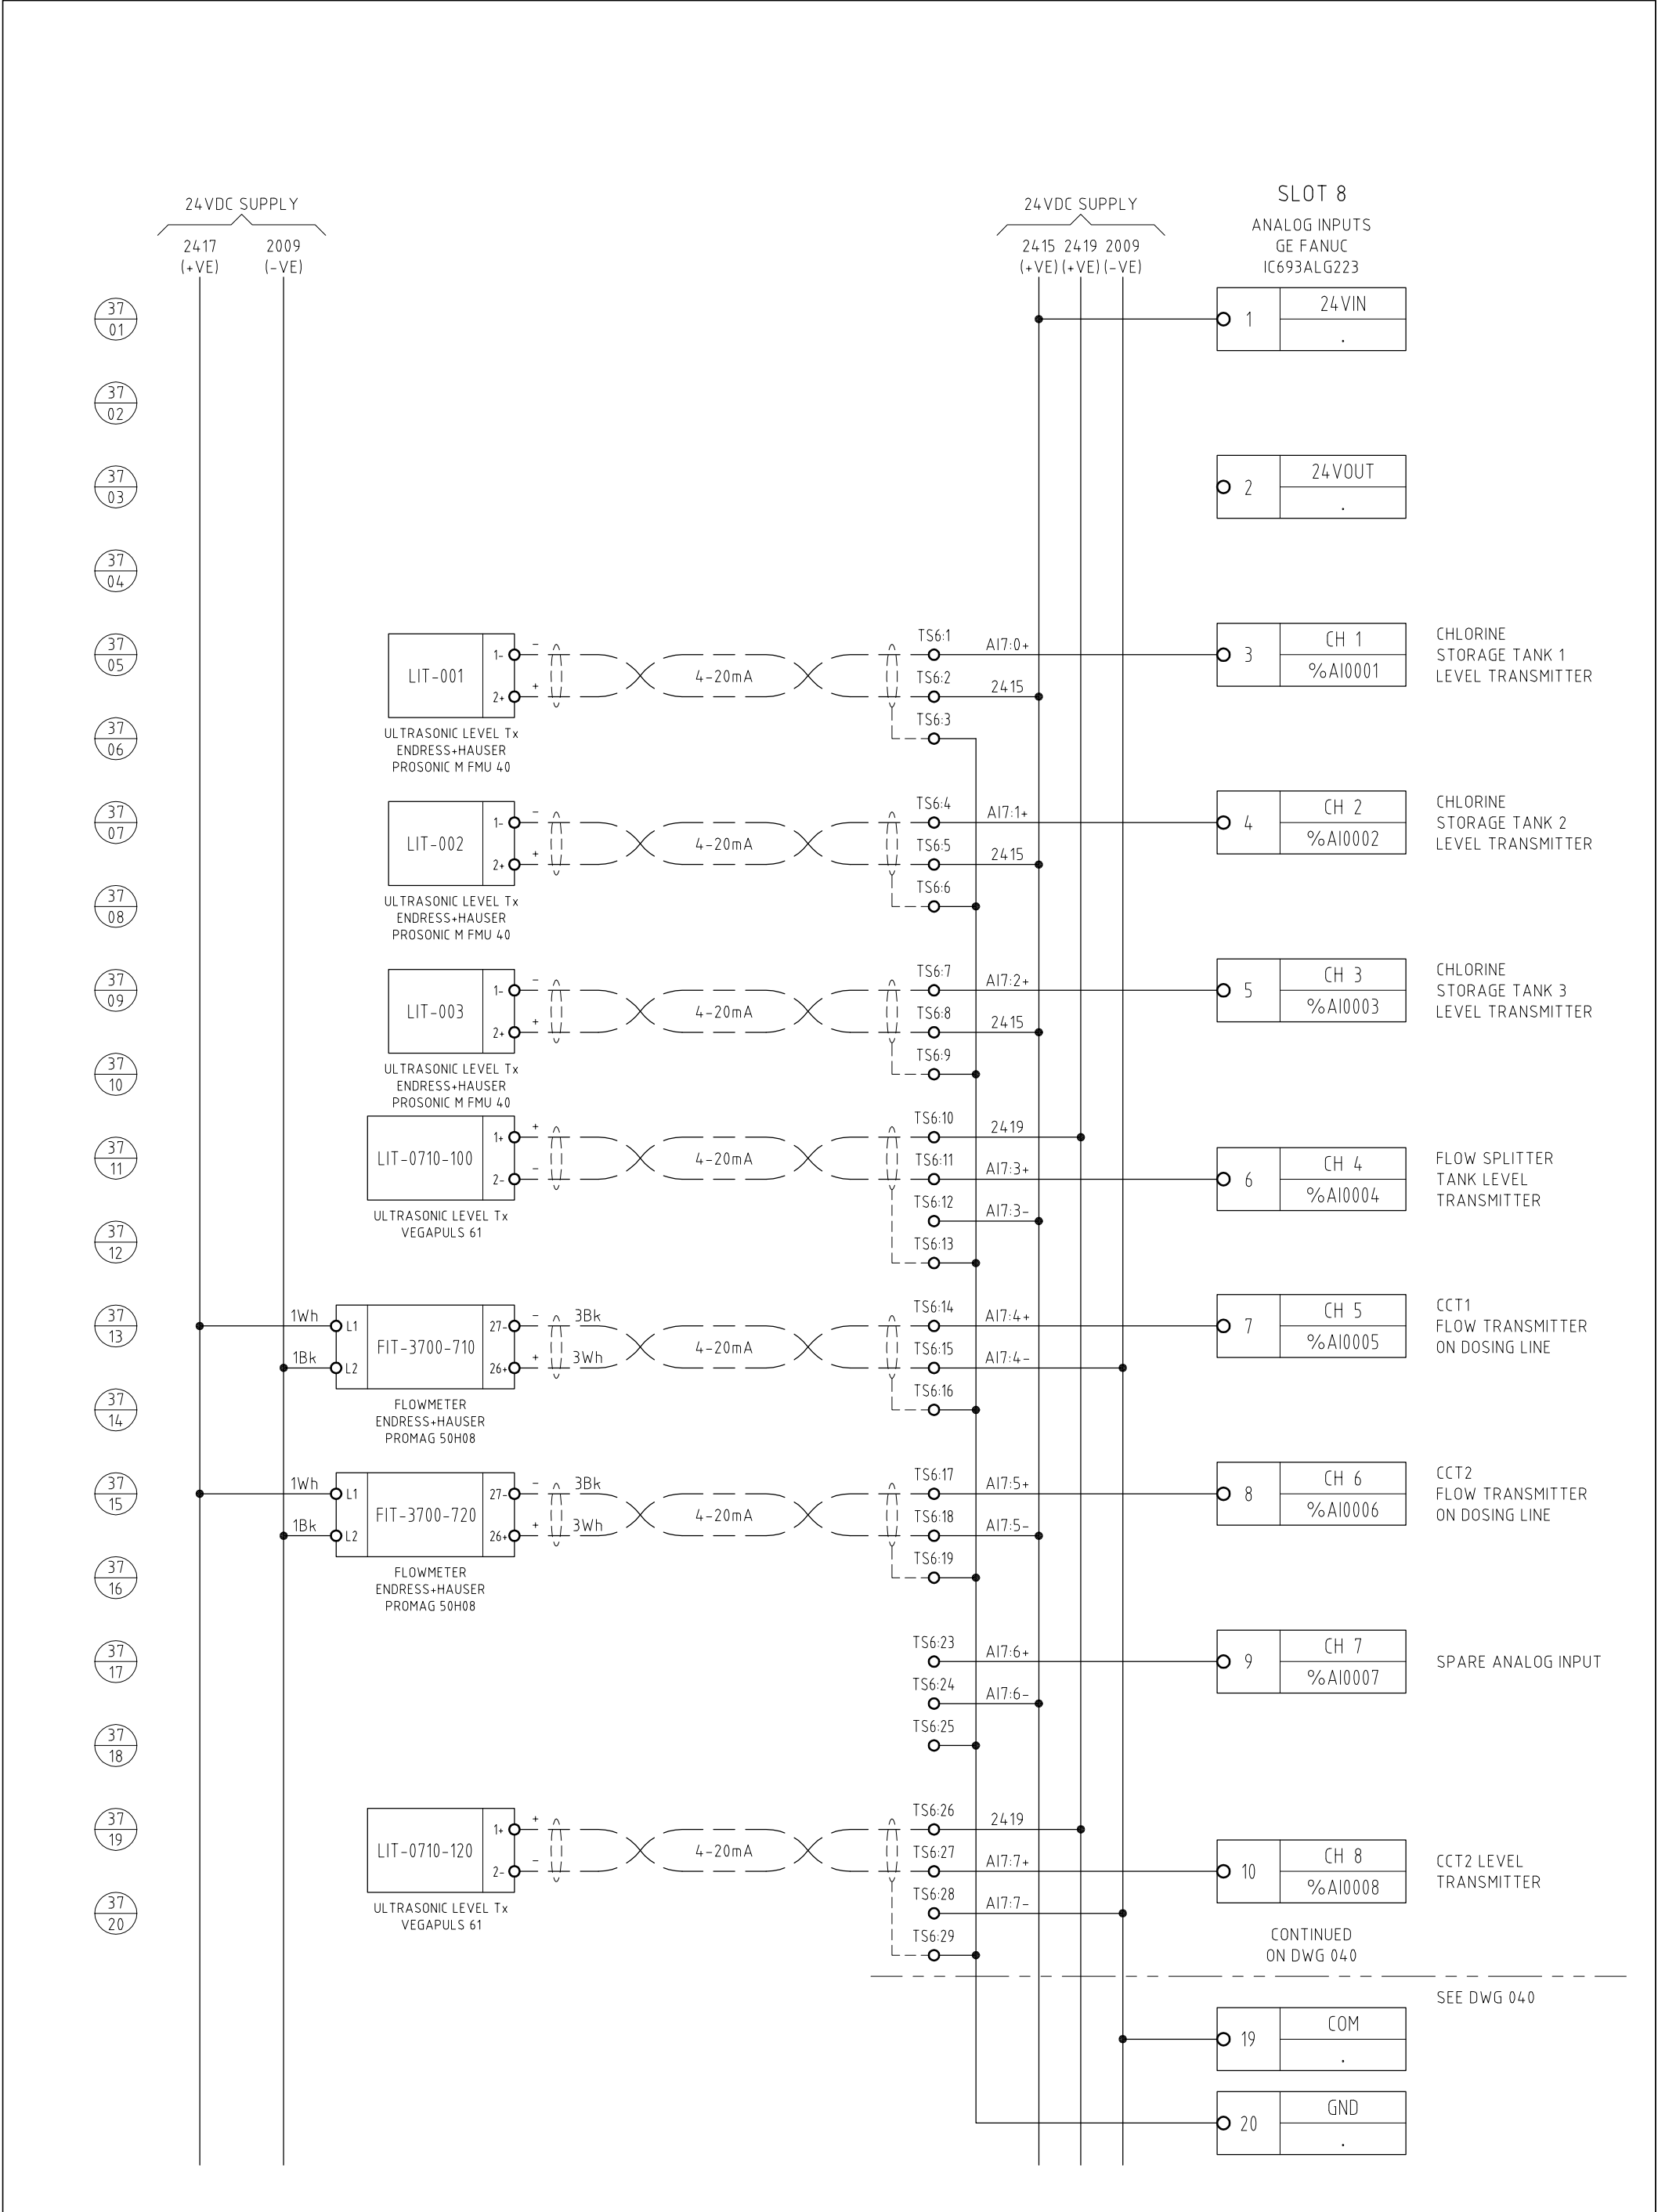 24VDC SUPPLY
2417 2009
(+VE) (-VE)
24VDC SUPPLY
2415 2419 2009
(+VE) (+VE) (-VE)
SLOT 8
ANALOG INPUTS
GE FANUC
IC693ALG223
37
01
1 24VIN
.
37
02
37
03
2 24VOUT
.
37
04
37
05
LIT-001
1- -
2+ +
4-20mA
TS6:1 AI7:0+
TS6:2 2415
TS6:3
3 CH 1
%AI0001
CHLORINE
STORAGE TANK 1
LEVEL TRANSMITTER
37
06
ULTRASONIC LEVEL Tx
ENDRESS+HAUSER
PROSONIC M FMU 40
37
07
LIT-002
1- -
2+ +
4-20mA
TS6:4 AI7:1+
TS6:5 2415
TS6:6
4 CH 2
%AI0002
CHLORINE
STORAGE TANK 2
LEVEL TRANSMITTER
37
08
ULTRASONIC LEVEL Tx
ENDRESS+HAUSER
PROSONIC M FMU 40
37
09
LIT-003
1- -
2+ +
4-20mA
TS6:7 AI7:2+
TS6:8 2415
TS6:9
5 CH 3
%AI0003
CHLORINE
STORAGE TANK 3
LEVEL TRANSMITTER
37
10
ULTRASONIC LEVEL Tx
ENDRESS+HAUSER
PROSONIC M FMU 40
37
11
LIT-0710-100
1+ +
2- -
4-20mA
TS6:10 2419
TS6:11 AI7:3+
TS6:12 AI7:3-
TS6:13
6 CH 4
%AI0004
FLOW SPLITTER
TANK LEVEL
TRANSMITTER
37
12
ULTRASONIC LEVEL Tx
VEGAPULS 61
37
13
1Wh L1
1Bk L2
FIT-3700-710
27- - 3Bk
26+ + 3Wh
4-20mA
TS6:14 AI7:4+
TS6:15 AI7:4-
TS6:16
7 CH 5
%AI0005
CCT1
FLOW TRANSMITTER
ON DOSING LINE
37
14
FLOWMETER
ENDRESS+HAUSER
PROMAG 50H08
37
15
1Wh L1
1Bk L2
FIT-3700-720
27- - 3Bk
26+ + 3Wh
4-20mA
TS6:17 AI7:5+
TS6:18 AI7:5-
TS6:19
8 CH 6
%AI0006
CCT2
FLOW TRANSMITTER
ON DOSING LINE
37
16
FLOWMETER
ENDRESS+HAUSER
PROMAG 50H08
37
17
TS6:23 AI7:6+
TS6:24 AI7:6-
TS6:25
9 CH 7
%AI0007
SPARE ANALOG INPUT
37
18
37
19
LIT-0710-120
1+ +
2- -
4-20mA
TS6:26 2419
TS6:27 AI7:7+
TS6:28 AI7:7-
TS6:29
10 CH 8
%AI0008
CCT2 LEVEL
TRANSMITTER
37
20
ULTRASONIC LEVEL Tx
VEGAPULS 61
CONTINUED
ON DWG 040
SEE DWG 040
19 COM
.
20 GND
.